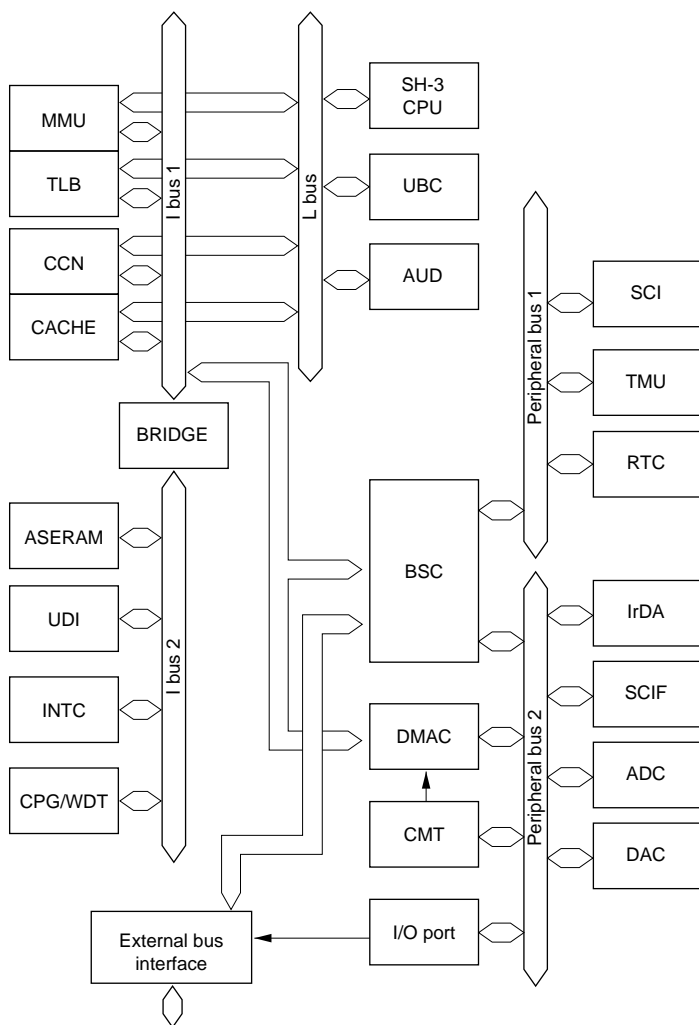 MMU
TLB
CCN
CACHE
I bus 1
L bus
SH-3
CPU
UBC
AUD
Peripheral bus 1
SCI
TMU
RTC
BRIDGE
ASERAM
UDI
INTC
CPG/WDT
I bus 2
BSC
DMAC
CMT
I/O port
Peripheral bus 2
IrDA
SCIF
ADC
DAC
External bus
interface